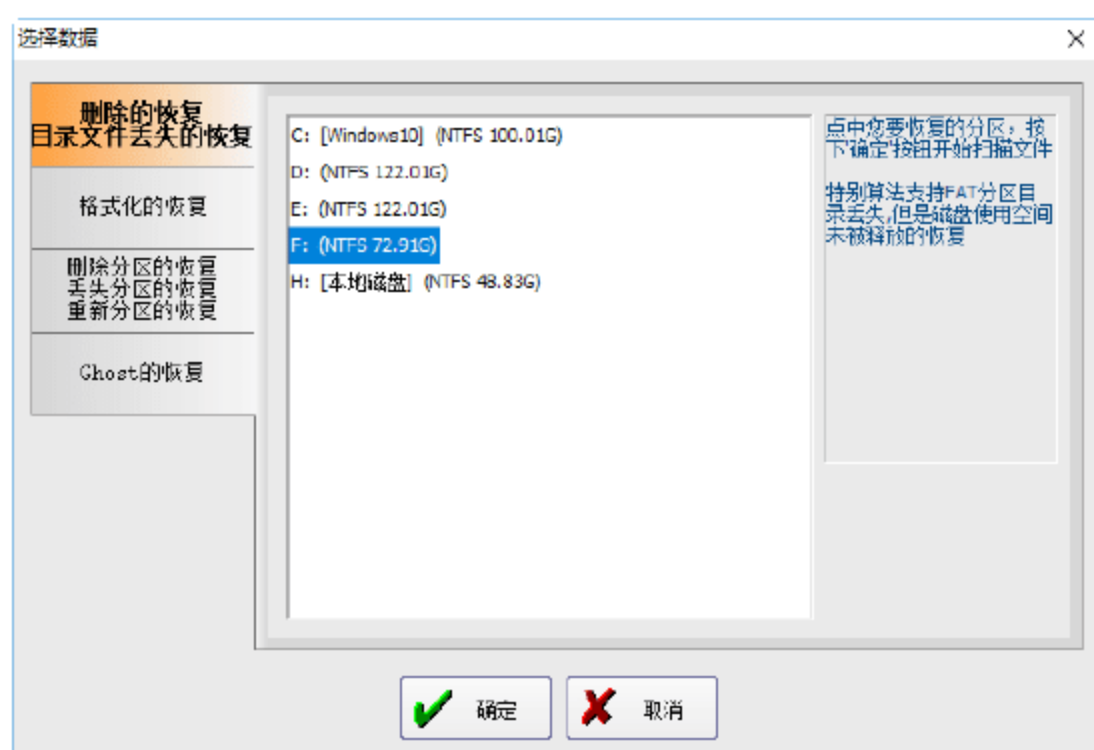 选择数据
删除的恢复
目录文件丢失的恢复
格式化的恢复
删除分区的恢复
丢失分区的恢复
重新分区的恢复
Ghost的恢复
C: [Windows10] (NTFS 100.01G)
D: (NTFS 122.01G)
E: (NTFS 122.01G)
F: (NTFS 72.91G)
H: [本地磁盘] (NTFS 48.83G)
点中您要恢复的分区，按
下'确定'按钮开始扫描文件
特别算法支持FAT分区目
录丢失,但是磁盘使用空间
未被释放的恢复
确定
取消